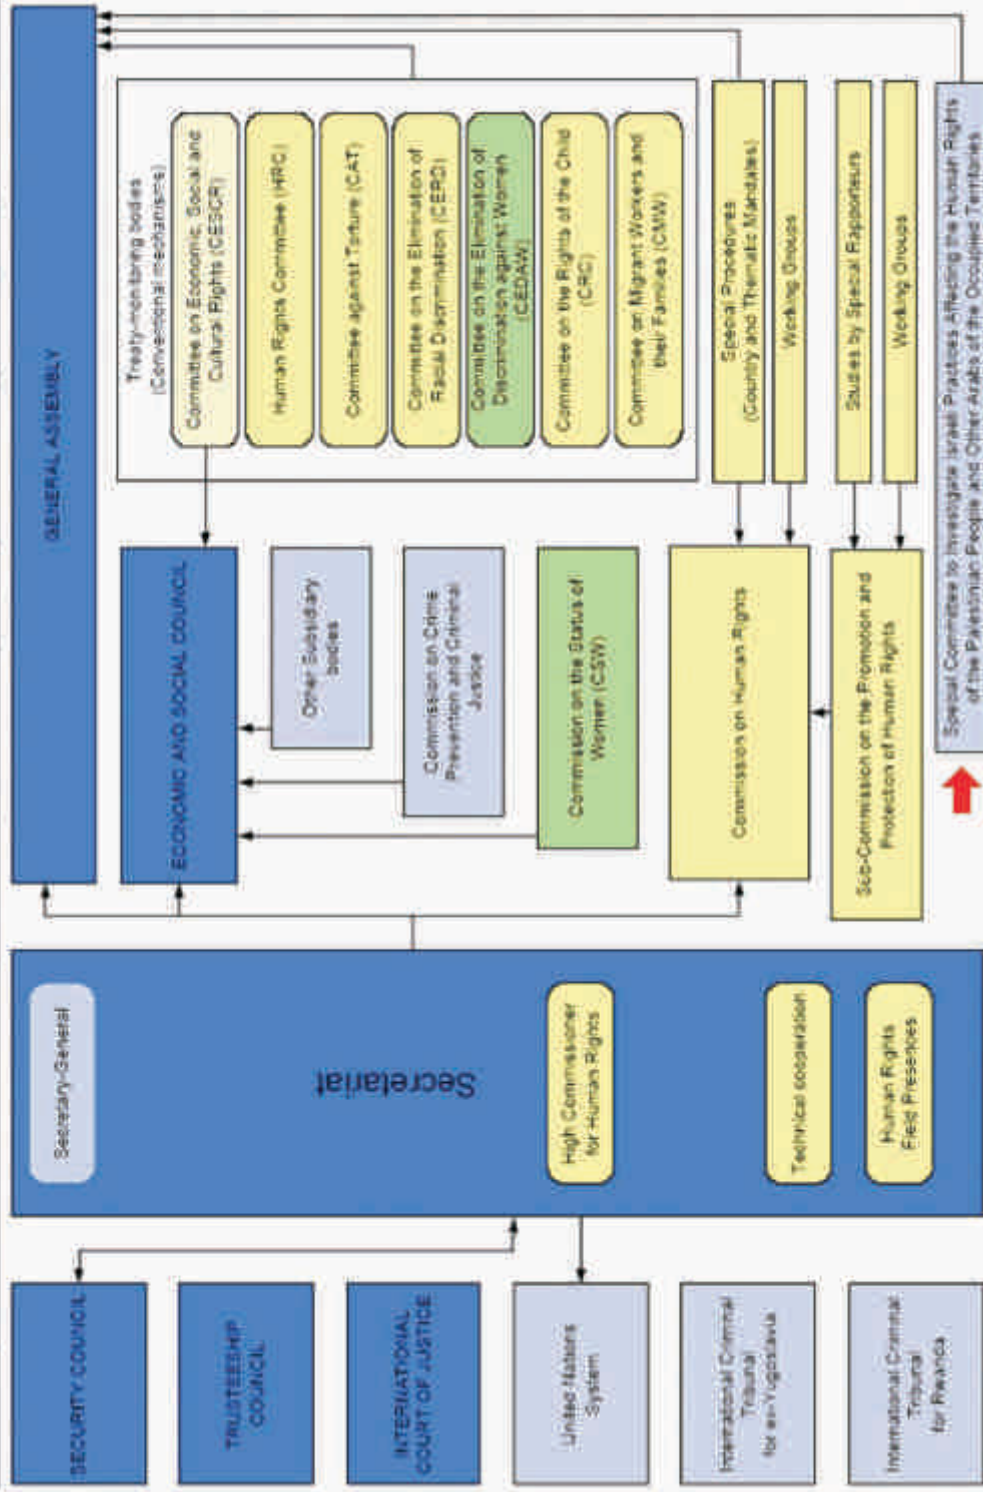 SECURITY COUNCIL
TRUSTEESHIP
COUNCIL
INTERNATIONAL
COURT OF JUSTICE
United Nations
System
International Criminal
Tribunal
for ex-Yugoslavia
International Criminal
Tribunal
for Rwanda
Secretariat
Secretary-General
High Commissioner
for Human Rights
Technical cooperation
Human Rights
Field Presences
GENERAL ASSEMBLY
ECONOMIC AND SOCIAL COUNCIL
Other Subsidiary
bodies
Commission on Crime
Prevention and Criminal
Justice
Commission on the Status of
Women (CSW)
Commission on Human Rights
Sub-Commission on the Promotion and
Protection of Human Rights
Treaty-monitoring bodies
(Conventional mechanisms)
Committee on Economic, Social and
Cultural Rights (CESCR)
Human Rights Committee (HRC)
Committee against Torture (CAT)
Committee on the Elimination of
Racial Discrimination (CERD)
Committee on the Elimination of
Discrimination against Women
(CEDAW)
Committee on the Rights of the Child
(CRC)
Committee on Migrant Workers and
their Families (CMW)
Special Procedures
(Country and Thematic Mandates)
Working Groups
Studies by Special Rapporteurs
Working Groups
Special Committee to Investigate Israeli Practices Affecting the Human Rights
of the Palestinian People and Other Arabs of the Occupied Territories